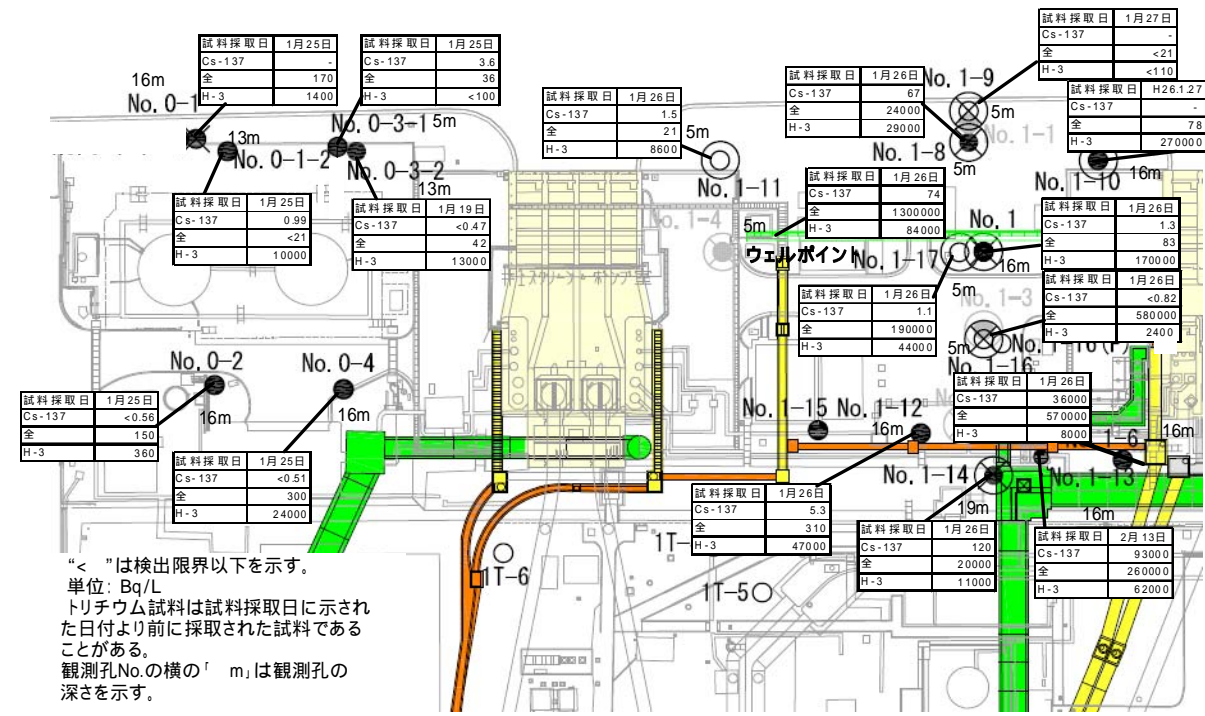 試料採取日 1月25日
Cs-137 -
全 170
H-3 1400
試料採取日 1月25日
Cs-137 3.6
全 36
H-3 <100
試料採取日 1月27日
Cs-137 -
全 <21
H-3 <110
試料採取日 1月26日
Cs-137 67
全 24000
H-3 29000
試料採取日 1月26日
Cs-137 1.5
全 21
H-3 8600
試料採取日 H26.1.27
Cs-137 -
全 78
H-3 270000
16m
No. 0-1
13m
No. 0-1-2
No. 0-3-1 5m
No. 0-3-2
13m
5m
No. 1-11
No. 1-9
5m
No. 1-1
No. 1-8
5m
No. 1-10 16m
試料採取日 1月25日
Cs-137 0.99
全 <21
H-3 10000
試料採取日 1月19日
Cs-137 <0.47
全 42
H-3 13000
試料採取日 1月26日
Cs-137 74
全 1300000
H-3 84000
試料採取日 1月26日
Cs-137 1.3
全 83
H-3 170000
No. 1-4
5m
ウェルポイント
No. 1-17
5m
No. 1
16m
No. 1-3
試料採取日 1月26日
Cs-137 1.1
全 190000
H-3 44000
試料採取日 1月26日
Cs-137 <0.82
全 580000
H-3 2400
5m
No. 1-16
No. 0-2
16m
No. 0-4
16m
試料採取日 1月25日
Cs-137 <0.56
全 150
H-3 360
試料採取日 1月25日
Cs-137 <0.51
全 300
H-3 24000
No. 1-15 No. 1-12
16m
試料採取日 1月26日
Cs-137 36000
全 570000
H-3 8000
1-6
16m
No. 1-14
19m
No. 1-13
16m
試料採取日 1月26日
Cs-137 5.3
全 310
H-3 47000
試料採取日 1月26日
Cs-137 120
全 20000
H-3 11000
試料採取日 2月13日
Cs-137 93000
全 260000
H-3 62000
1T-6
1T-
1T-5
“< ”は検出限界以下を示す。
単位: Bq/L
トリチウム試料は試料採取日に示され
た日付より前に採取された試料である
ことがある。
観測孔No.の横の「 m」は観測孔の
深さを示す。